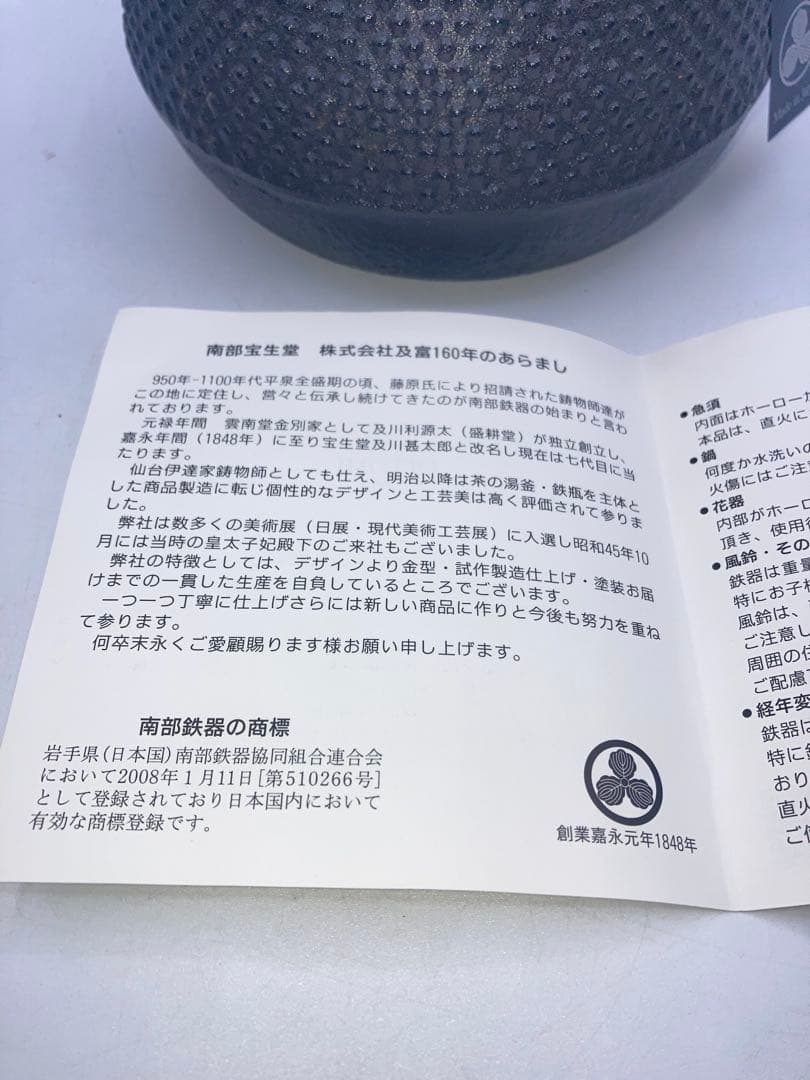 南部宝生堂　株式会社及富160年のあらまし
950年-1100年代平泉全盛期の頃、藤原氏により招請された鋳物師達が
この地に定住し、営々と伝承し続けてきたのが南部鉄器の始まりと言わ
れております。
元禄年間　雲南堂金別家として及川利源太（盛耕堂）が独立創立し、
嘉永年間（1848年）に至り宝生堂及川甚太郎と改名し現在は七代目に当
たります。
仙台伊達家鋳物師としても仕え、明治以降は茶の湯釜・鉄瓶を主体と
した商品製造に転じ個性的なデザインと工芸美は高く評価されて参りま
した。
弊社は数多くの美術展（日展・現代美術工芸展）に入選し昭和45年10
月には当時の皇太子妃殿下のご来社もございました。
弊社の特徴としては、デザインより金型・試作製造仕上げ・塗装お届
けまでの一貫した生産を自負しているところでございます。
一つ一つ丁寧に仕上げさらには新しい商品に作りと今後も努力を重ね
て参ります。
何卒末永くご愛顧賜ります様お願い申し上げます。
南部鉄器の商標
岩手県(日本国)南部鉄器協同組合連合会
において2008年1月11日[第510266号]
として登録されており日本国内において
有効な商標登録です。
創業嘉永元年1848年
●急須
内面はホーロー
本品は、直火に
●鍋
何度か水洗いの
火傷にはご注
●花器
内部がホーロ
頂き、使用
●風鈴・その
鉄器は重量
特にお子様
風鈴は、
ご注意し
周囲の住
ご配慮
●経年変
鉄器は
特に
おり
直火
ご
Made in